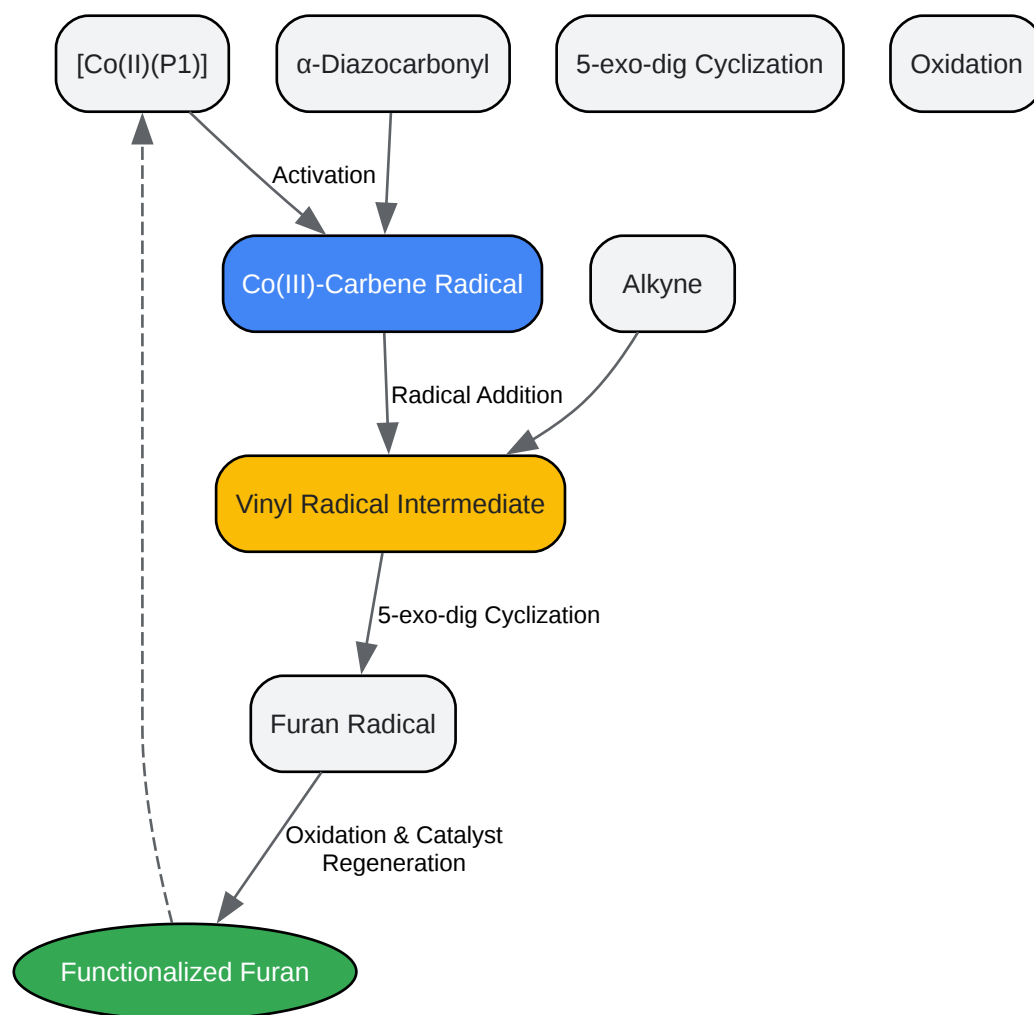 [Co(II)(P1)]
α-Diazocarbonyl
5-exo-dig Cyclization
Oxidation
Activation
Co(III)-Carbene Radical
Alkyne
Radical Addition
Vinyl Radical Intermediate
5-exo-dig Cyclization
Furan Radical
Oxidation & Catalyst
Regeneration
Functionalized Furan